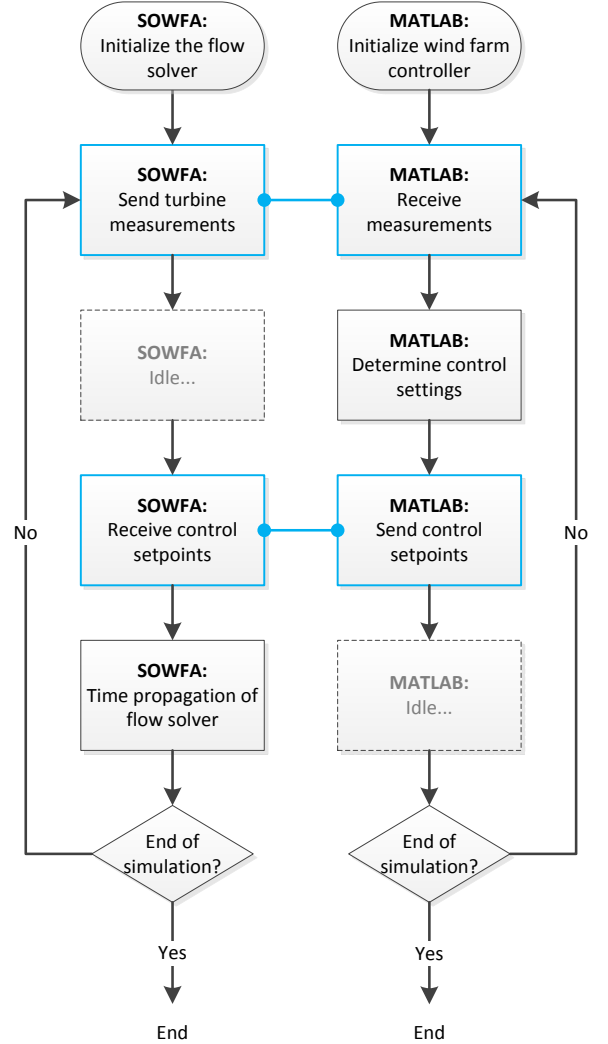 SOWFA:
Initialize the flow
solver
MATLAB:
Initialize wind farm
controller
SOWFA:
Send turbine
measurements
MATLAB:
Receive
measurements
SOWFA:
Idle...
MATLAB:
Determine control
settings
SOWFA:
Receive control
setpoints
MATLAB:
Send control
setpoints
No
No
SOWFA:
Time propagation of
flow solver
MATLAB:
Idle...
End of
simulation?
End of
simulation?
Yes
Yes
End
End